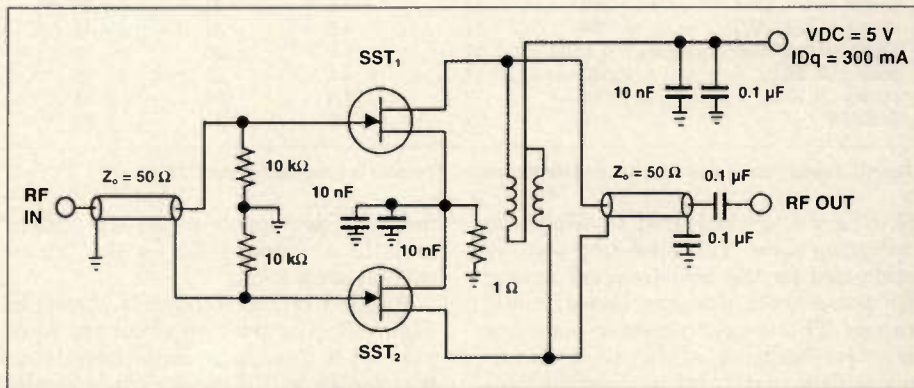 VDC = 5 V
IDq = 300 mA
SST₁
10 nF
0.1 µF
RF
IN
Zₒ = 50 Ω
10 kΩ
10 kΩ
10 nF
10 nF
1 Ω
SST₂
Zₒ = 50 Ω
0.1 µF
0.1 µF
RF OUT